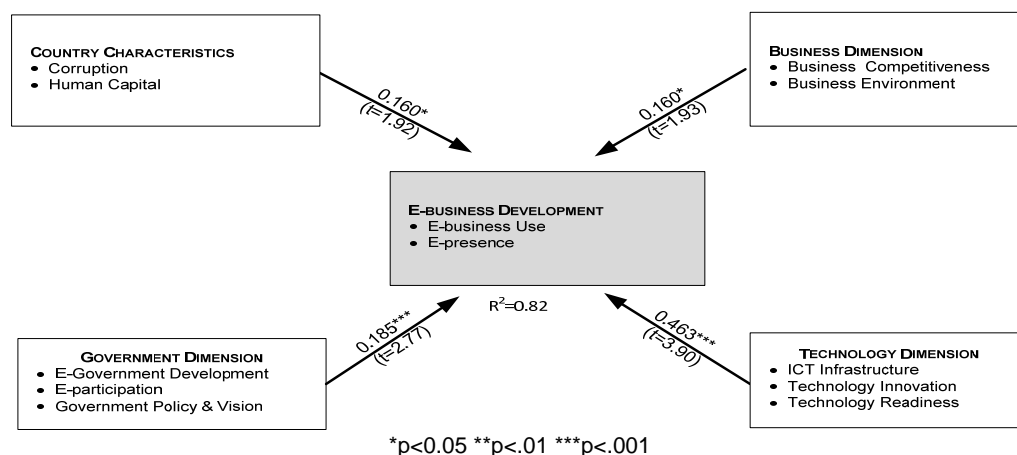 COUNTRY CHARACTERISTICS
• Corruption
• Human Capital
BUSINESS DIMENSION
• Business Competitiveness
• Business Environment
0.160*
(t=1.92)
0.160*
(t=1.93)
E-BUSINESS DEVELOPMENT
• E-business Use
• E-presence
R²=0.82
0.185***
(t=2.77)
0.463***
(t=3.90)
GOVERNMENT DIMENSION
• E-Government Development
• E-participation
• Government Policy & Vision
TECHNOLOGY DIMENSION
• ICT Infrastructure
• Technology Innovation
• Technology Readiness
*p<0.05 **p<.01 ***p<.001